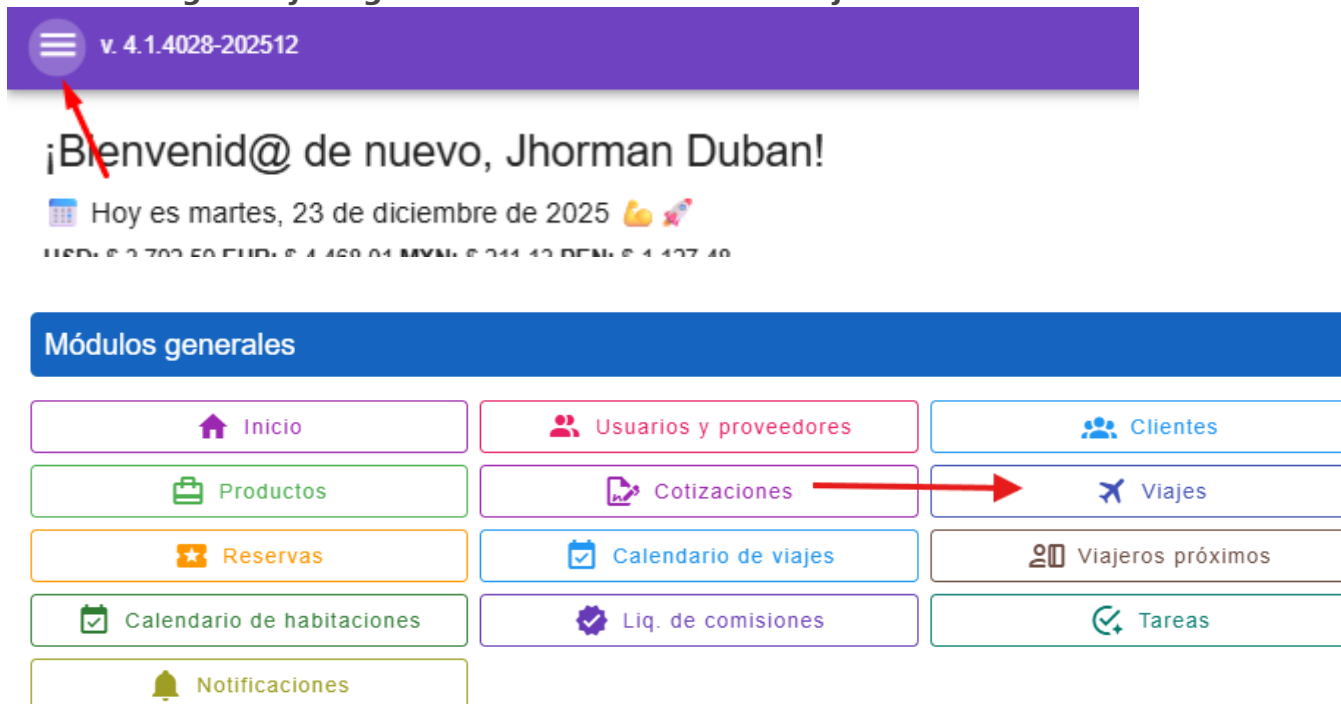 v. 4.1.4028-202512
¡Bienvenid@ de nuevo, Jhorman Duban!
Hoy es martes, 23 de diciembre de 2025
Módulos generales
Inicio
Usuarios y proveedores
Clientes
Productos
Cotizaciones
Viajes
Reservas
Calendario de viajes
Viajeros próximos
Calendario de habitaciones
Liq. de comisiones
Tareas
Notificaciones